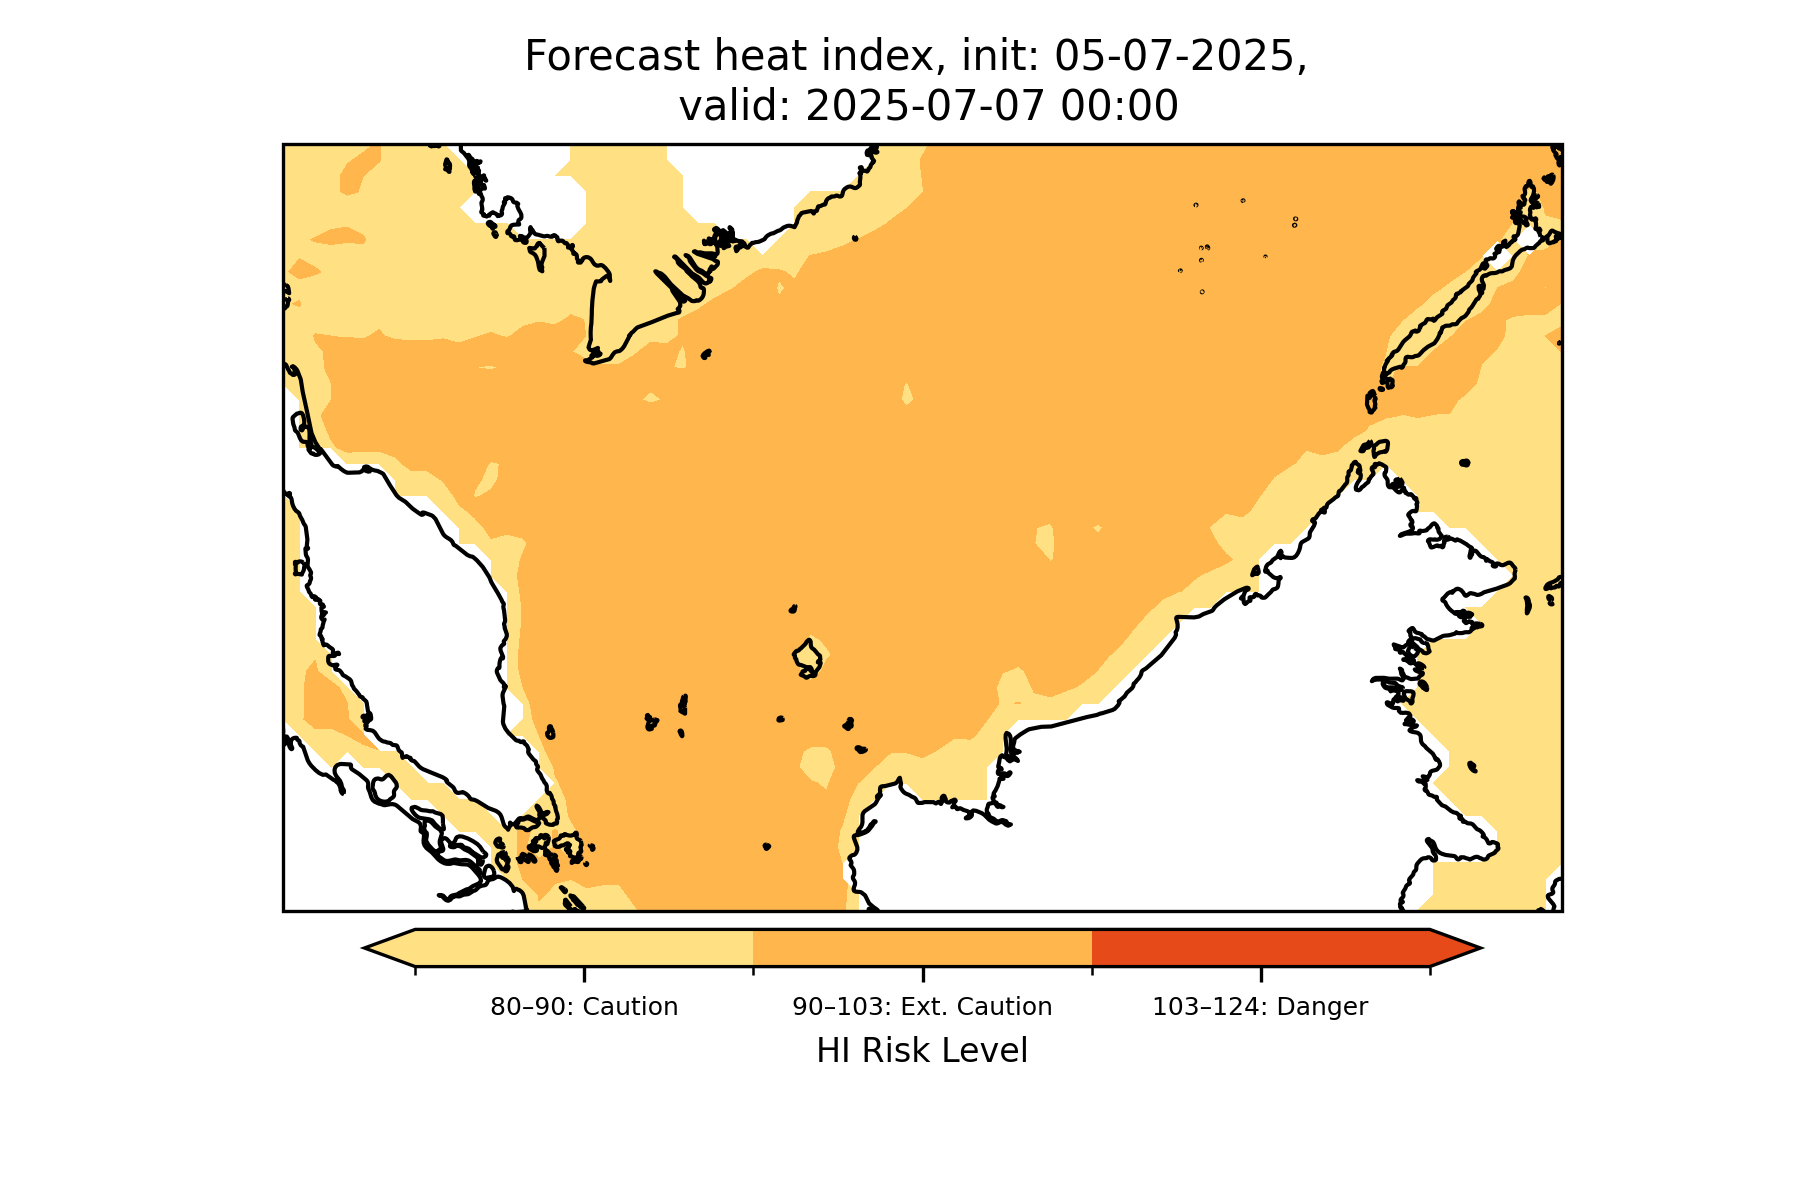 Forecast heat index, init: 05-07-2025,
valid: 2025-07-07 00:00
80–90: Caution
90–103: Ext. Caution
103–124: Danger
HI Risk Level